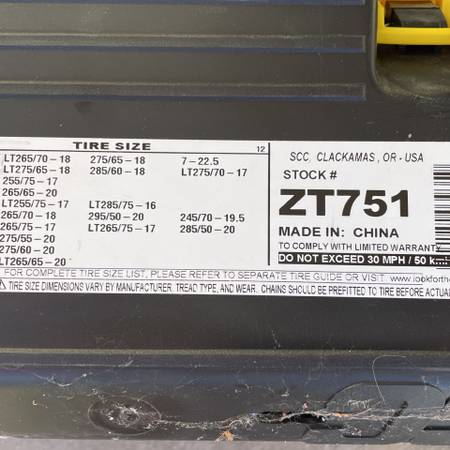 TIRE SIZE 12
LT265/70-18 275/65-18 7-22.5
LT275/65-18 285/60-18 LT275/70-17
255/75-17
265/65-20
LT255/75-17 LT285/75-16
265/70-18 295/50-20 245/70-19.5
265/75-17 LT265/75-17 285/50-20
275/55-20
275/60-20
LT265/65-20
SCC, CLACKAMAS, OR - USA
STOCK #
ZT751
MADE IN: CHINA
TO COMPLY WITH LIMITED WARRANTY
DO NOT EXCEED 30 MPH / 50
FOR COMPLETE TIRE SIZE LIST, PLEASE REFER TO SEPARATE TIRE GUIDE OR VISIT
TIRE SIZE DIMENSIONS VARY BY MANUFACTURER, TREAD TYPE, AND WEAR. CHAINS SHOULD BE PREFITTED TO TIRE BEFORE ACTUAL